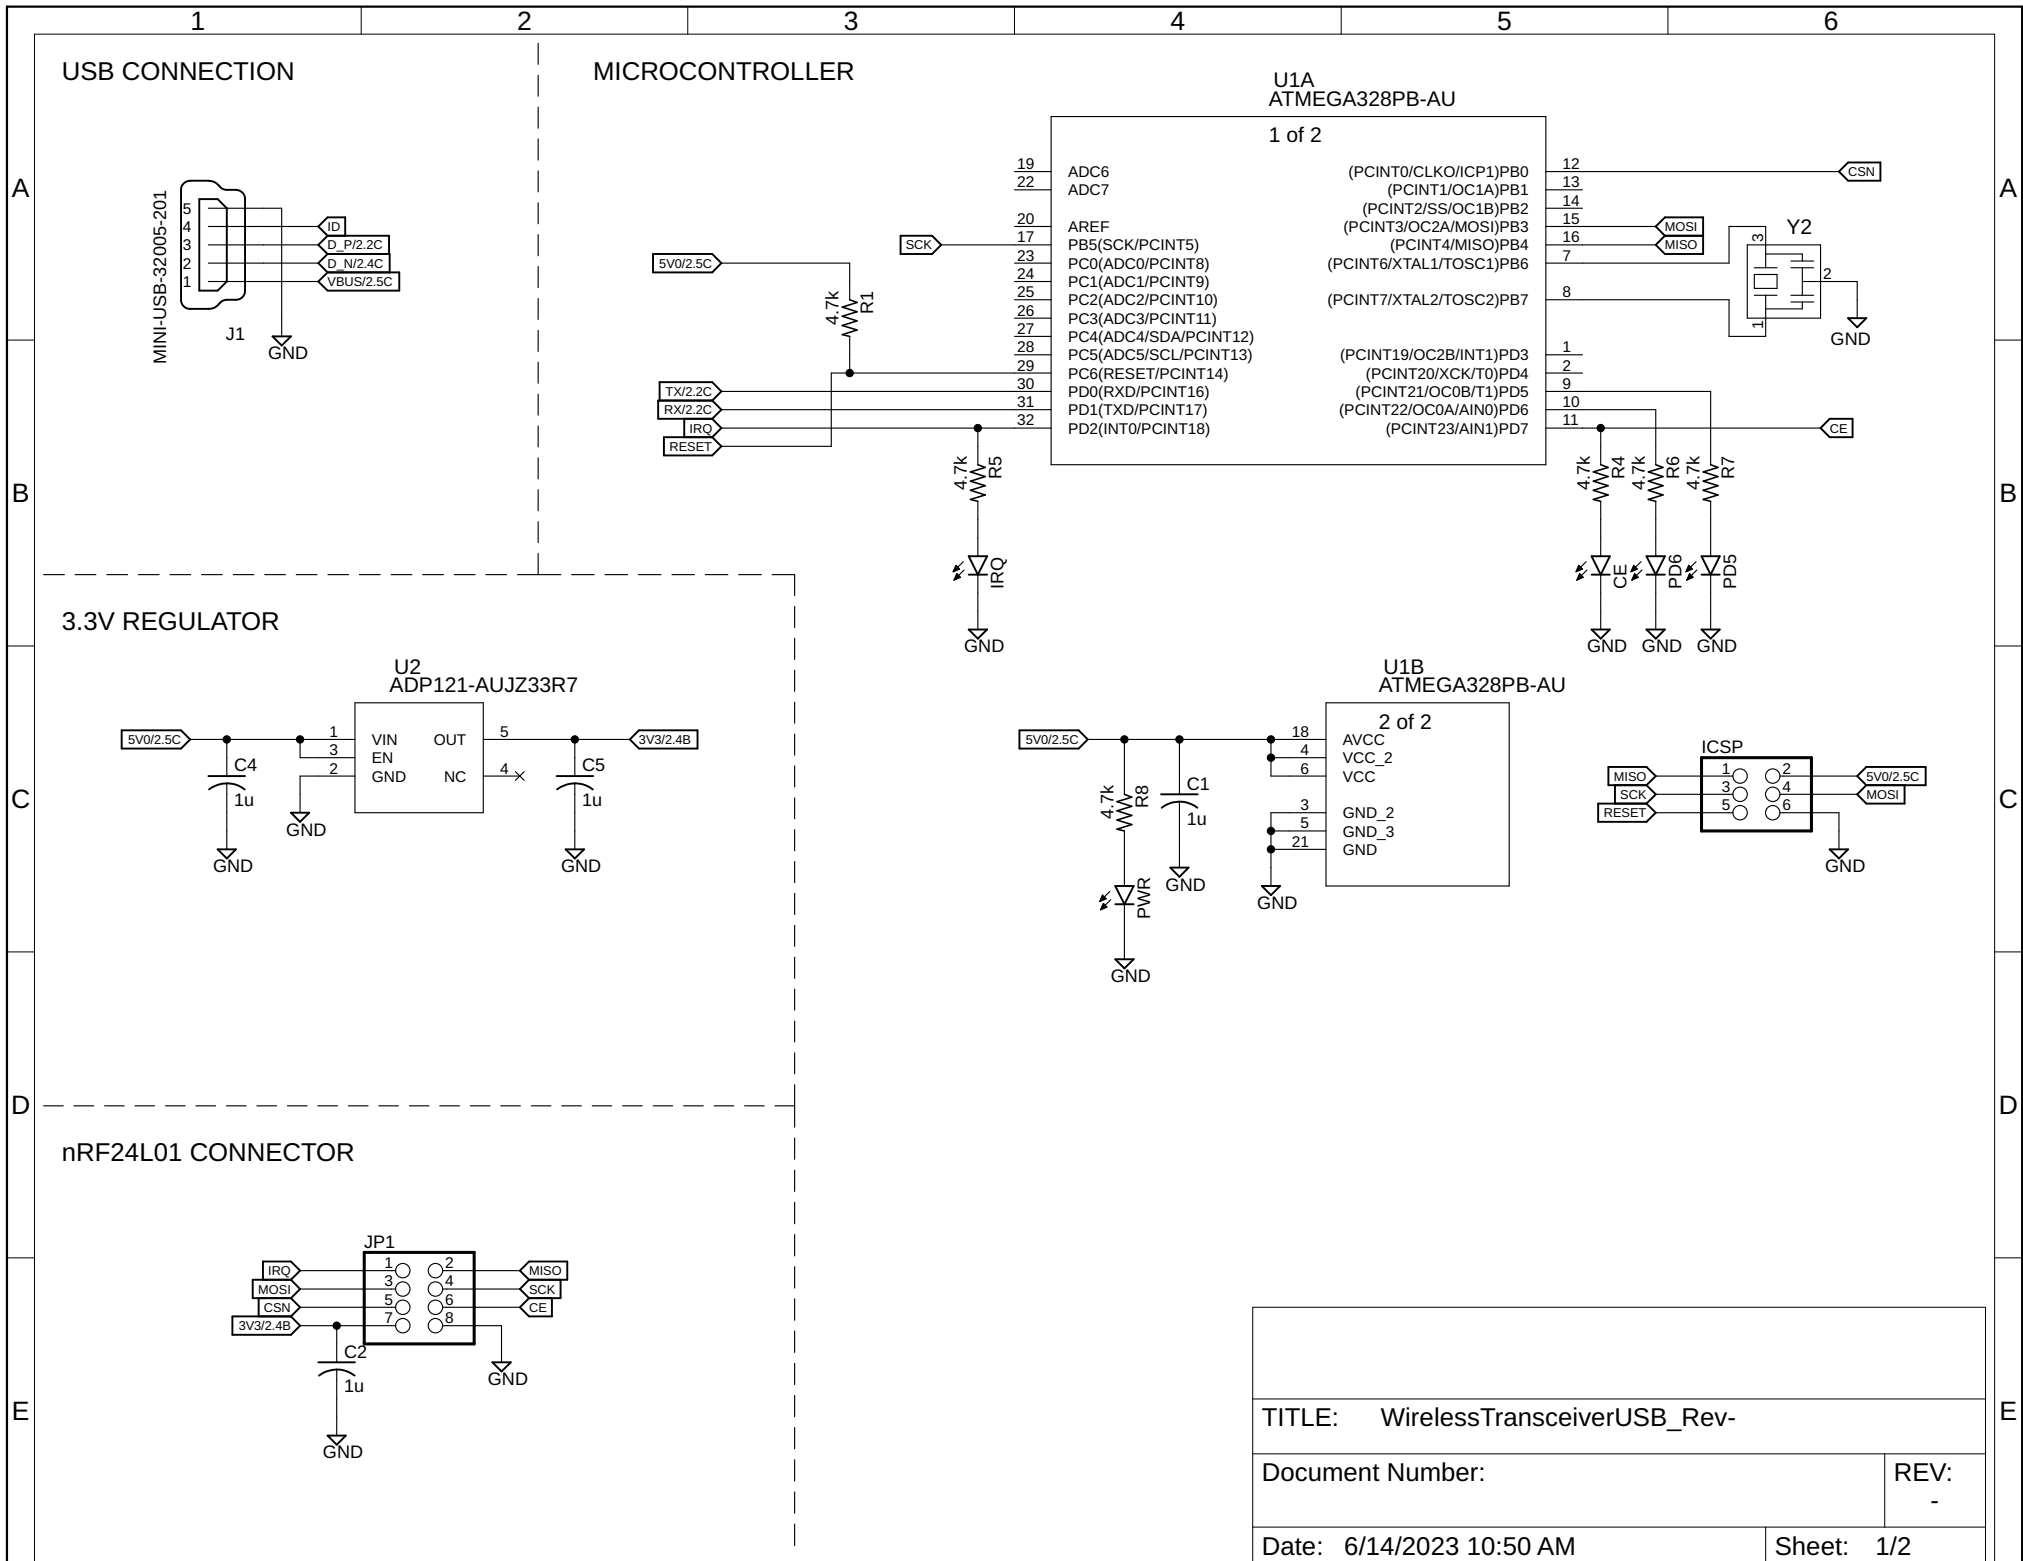 1 2 3 4 5 6
A A
B B
C C
D D
E E
USB CONNECTION
MINI-USB-32005-201
5
4
3
2
1
ID
D_P/2.2C
D_N/2.4C
VBUS/2.5C
J1
GND
MICROCONTROLLER
U1A
ATMEGA328PB-AU
1 of 2
19 ADC6
22 ADC7
20 AREF
17 PB5(SCK/PCINT5)
23 PC0(ADC0/PCINT8)
24 PC1(ADC1/PCINT9)
25 PC2(ADC2/PCINT10)
26 PC3(ADC3/PCINT11)
27 PC4(ADC4/SDA/PCINT12)
28 PC5(ADC5/SCL/PCINT13)
29 PC6(RESET/PCINT14)
30 PD0(RXD/PCINT16)
31 PD1(TXD/PCINT17)
32 PD2(INT0/PCINT18)
(PCINT0/CLKO/ICP1)PB0 12
(PCINT1/OC1A)PB1 13
(PCINT2/SS/OC1B)PB2 14
(PCINT3/OC2A/MOSI)PB3 15
(PCINT4/MISO)PB4 16
(PCINT6/XTAL1/TOSC1)PB6 7
(PCINT7/XTAL2/TOSC2)PB7 8
(PCINT19/OC2B/INT1)PD3 1
(PCINT20/XCK/T0)PD4 2
(PCINT21/OC0B/T1)PD5 9
(PCINT22/OC0A/AIN0)PD6 10
(PCINT23/AIN1)PD7 11
SCK
5V0/2.5C
4.7k
R1
TX/2.2C
RX/2.2C
IRQ
RESET
4.7k
R5
IRQ
GND
CSN
MOSI
MISO
Y2
3
2
1
GND
CE
4.7k
R4
4.7k
R6
4.7k
R7
CE
PD6
PD5
GND GND GND
3.3V REGULATOR
U2
ADP121-AUJZ33R7
5V0/2.5C
1 VIN
3 EN
2 GND
OUT 5
NC 4
3V3/2.4B
C4
1u
GND
GND
C5
1u
GND
U1B
ATMEGA328PB-AU
2 of 2
5V0/2.5C
18 AVCC
4 VCC_2
6 VCC
3 GND_2
5 GND_3
21 GND
4.7k
R8
PWR
GND
C1
1u
GND
GND
ICSP
MISO 1 2 5V0/2.5C
SCK 3 4 MOSI
RESET 5 6
GND
nRF24L01 CONNECTOR
JP1
IRQ 1 2 MISO
MOSI 3 4 SCK
CSN 5 6 CE
3V3/2.4B 7 8
C2
1u
GND
GND
TITLE: WirelessTransceiverUSB_Rev-
Document Number:
REV:
-
Date: 6/14/2023 10:50 AM
Sheet: 1/2